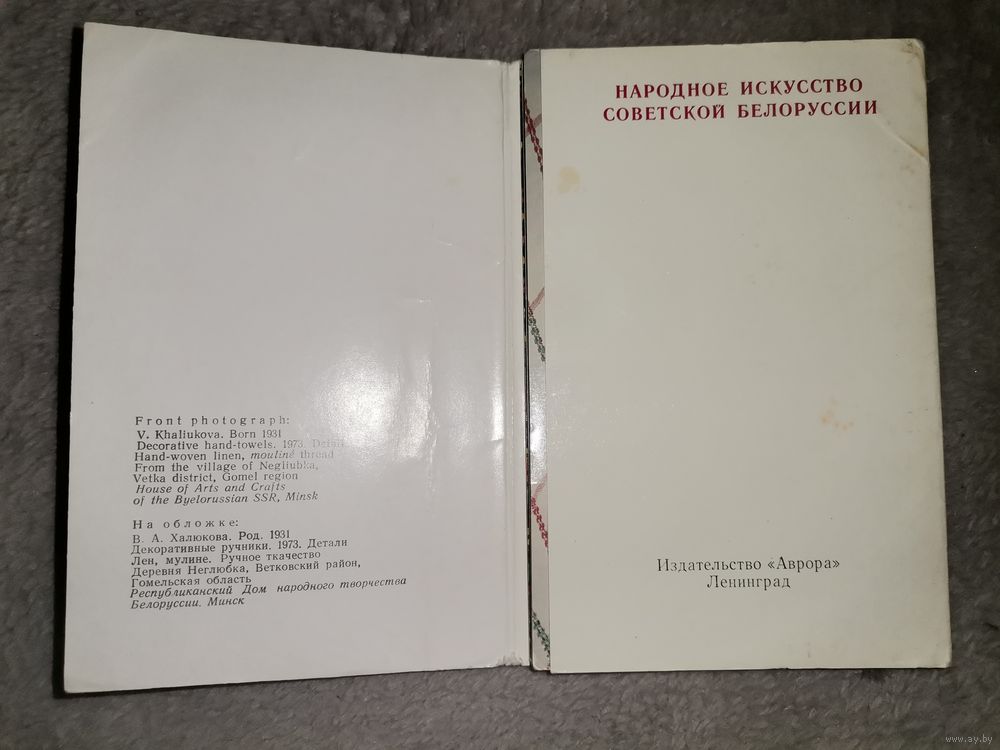 Front photograph:
V. Khaliukova. Born 1931
Decorative hand-towels. 1973. Detail
Hand-woven linen, mouliné thread
From the village of Negliubka,
Vetka district, Gomel region
House of Arts and Crafts
of the Byelorussian SSR, Minsk
На обложке:
В. А. Халюкова. Род. 1931
Декоративные ручники. 1973. Детали
Лен, мулине. Ручное ткачество
Деревня Неглюбка, Ветковский район,
Гомельская область
Республиканский Дом народного творчества
Белоруссии. Минск
НАРОДНОЕ ИСКУССТВО
СОВЕТСКОЙ БЕЛОРУССИИ
Издательство «Аврора»
Ленинград
www.ay.by